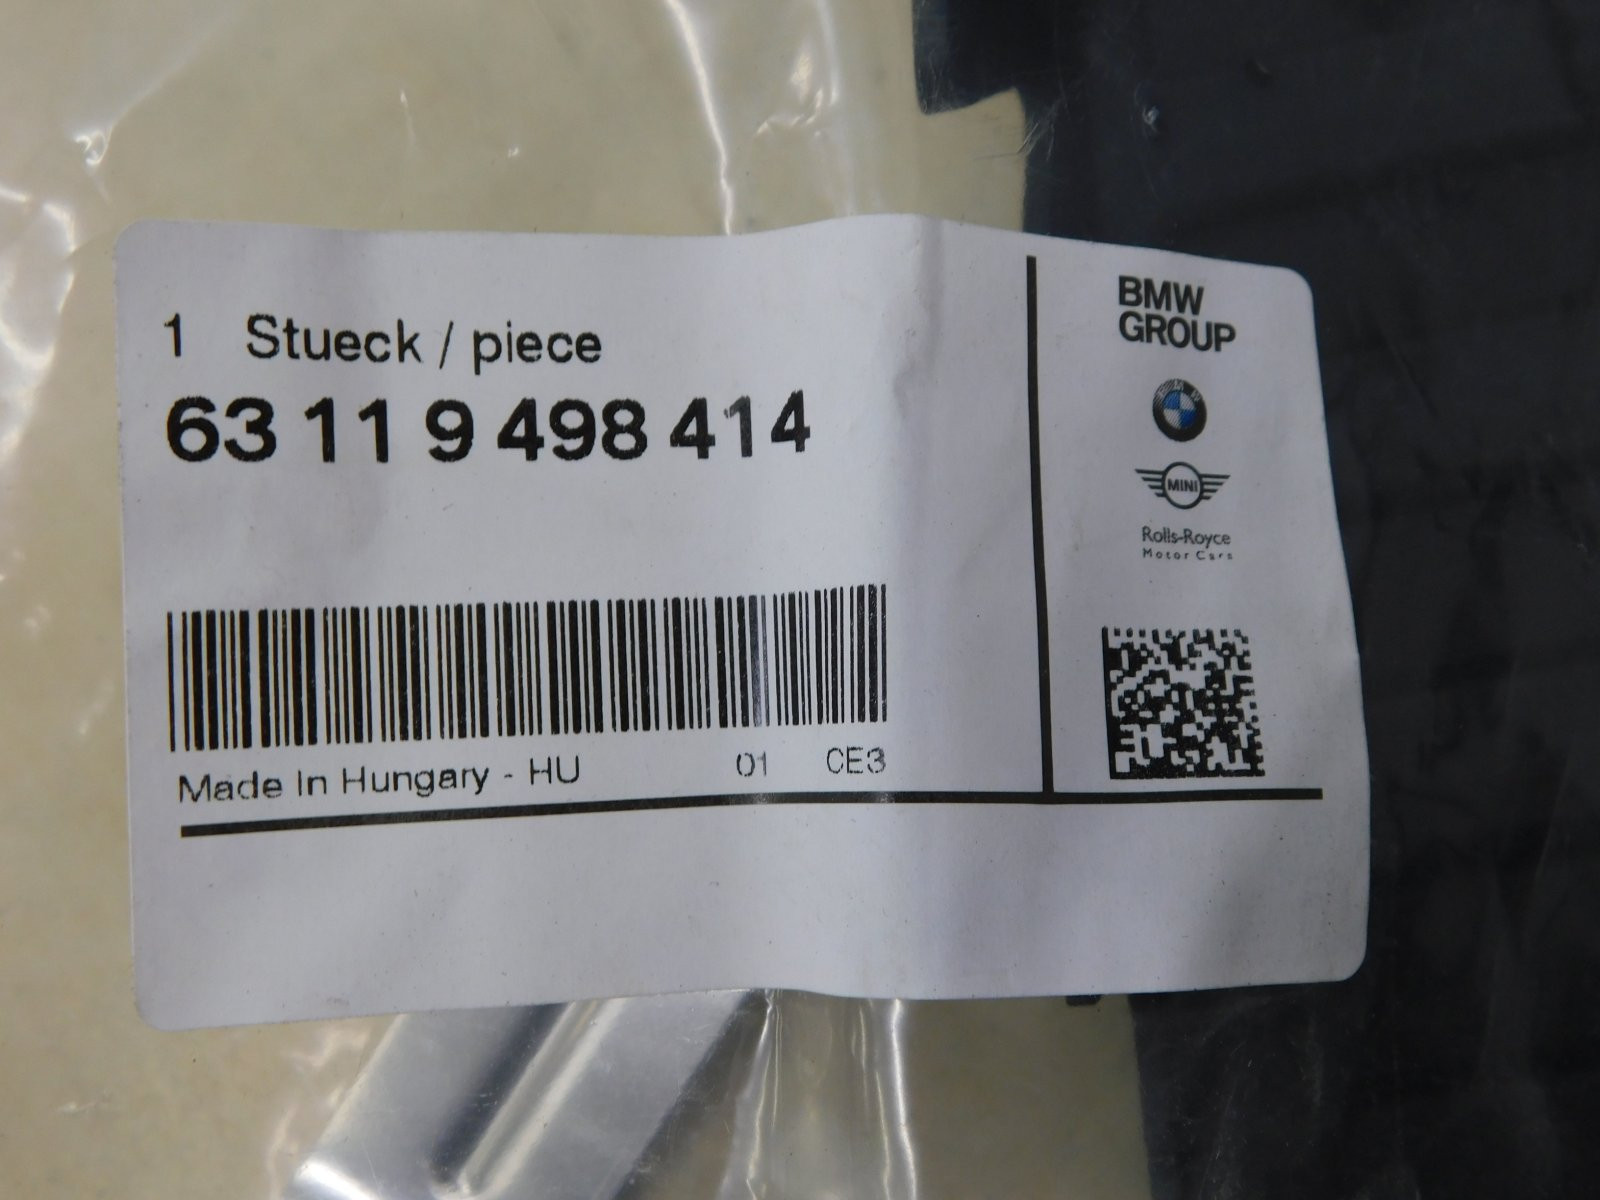 1 Stueck / piece
63 11 9 498 414
Made In Hungary - HU 01 CE3
BMW
GROUP
BMW
MINI
Rolls-Royce
Motor Cars